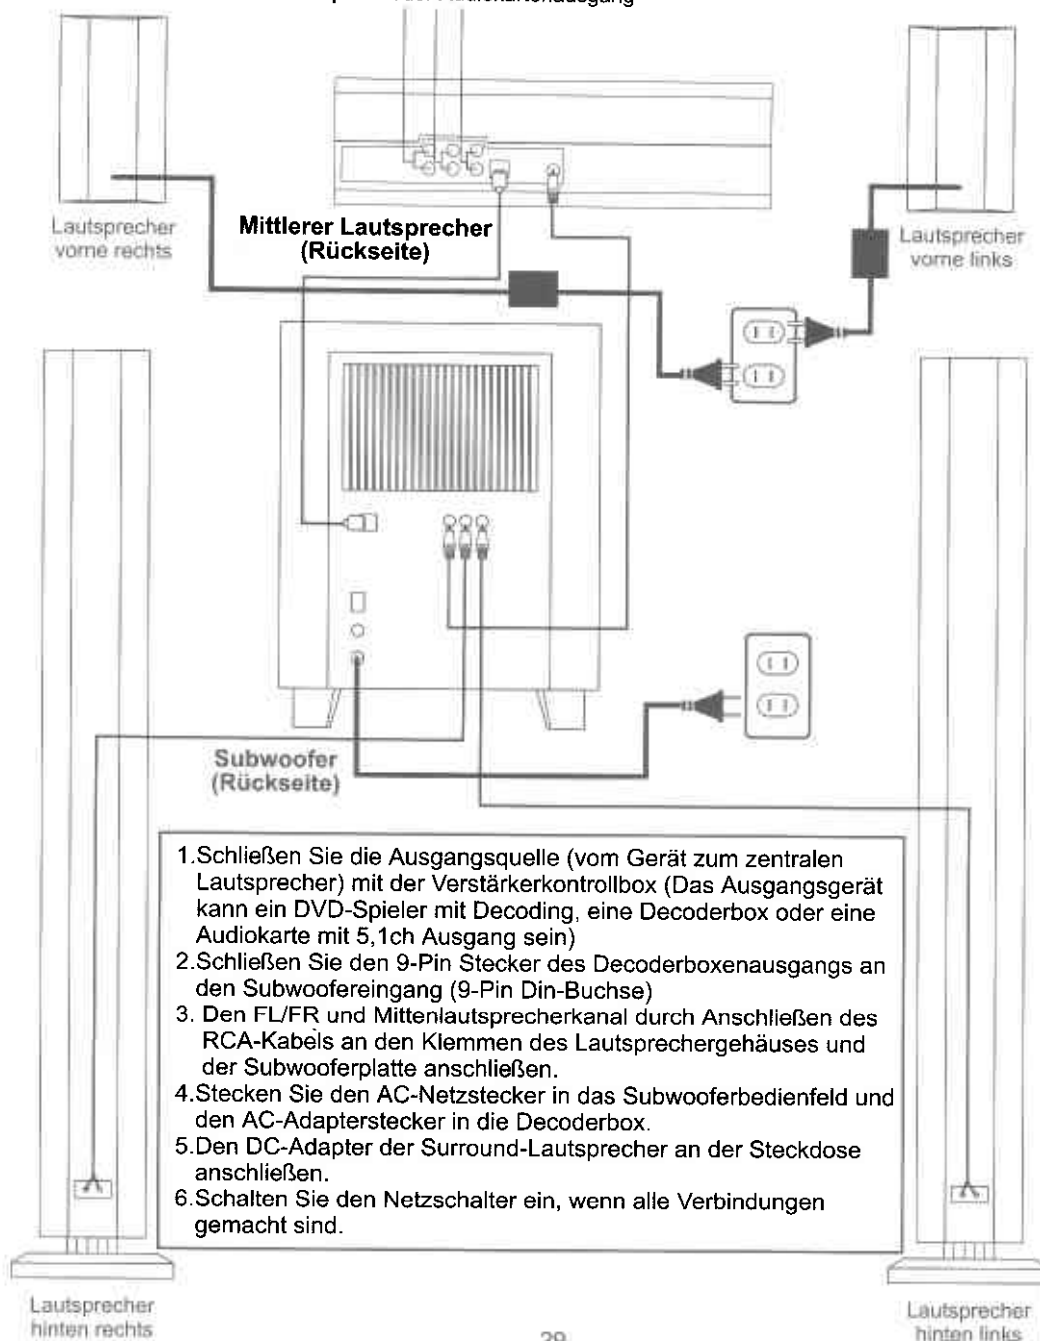 Lautsprecher
vorne rechts
Mittlerer Lautsprecher
(Rückseite)
Lautsprecher
vorne links
Subwoofer
(Rückseite)
1.Schließen Sie die Ausgangsquelle (vom Gerät zum zentralen
Lautsprecher) mit der Verstärkerkontrollbox (Das Ausgangsgerät
kann ein DVD-Spieler mit Decoding, eine Decoderbox oder eine
Audiokarte mit 5,1ch Ausgang sein)
2.Schließen Sie den 9-Pin Stecker des Decoderboxenausgangs an
den Subwoofereingang (9-Pin Din-Buchse)
3. Den FL/FR und Mittenlautsprecherkanal durch Anschließen des
RCA-Kabels an den Klemmen des Lautsprechergehäuses und
der Subwooferplatte anschließen.
4.Stecken Sie den AC-Netzstecker in das Subwooferbedienfeld und
den AC-Adapterstecker in die Decoderbox.
5.Den DC-Adapter der Surround-Lautsprecher an der Steckdose
anschließen.
6.Schalten Sie den Netzschalter ein, wenn alle Verbindungen
gemacht sind.
Lautsprecher
hinten rechts
Lautsprecher
hinten links
29